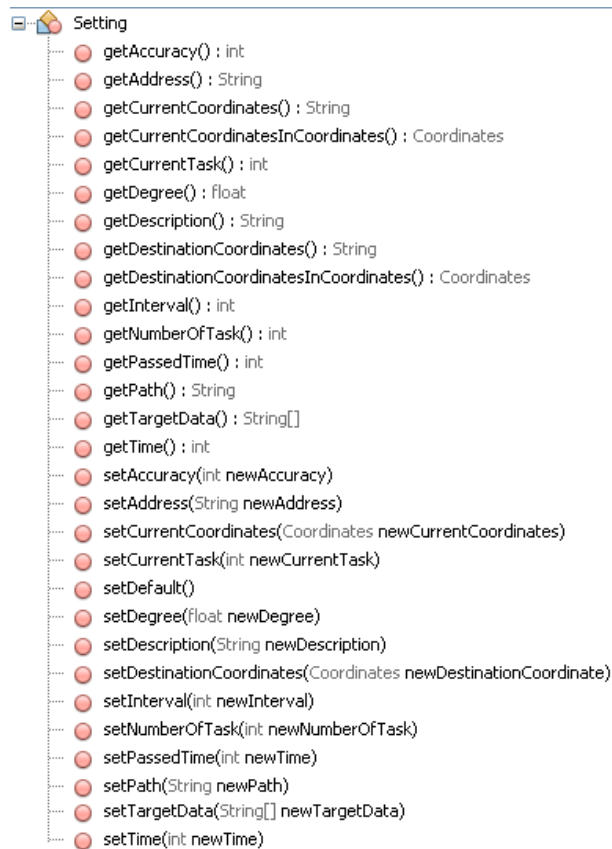 Setting
getAccuracy() : int
getAddress() : String
getCurrentCoordinates() : String
getCurrentCoordinatesInCoordinates() : Coordinates
getCurrentTask() : int
getDegree() : float
getDescription() : String
getDestinationCoordinates() : String
getDestinationCoordinatesInCoordinates() : Coordinates
getInterval() : int
getNumberOfTask() : int
getPassedTime() : int
getPath() : String
getTargetData() : String[]
getTime() : int
setAccuracy(int newAccuracy)
setAddress(String newAddress)
setCurrentCoordinates(Coordinates newCurrentCoordinates)
setCurrentTask(int newCurrentTask)
setDefault()
setDegree(float newDegree)
setDescription(String newDescription)
setDestinationCoordinates(Coordinates newDestinationCoordinate)
setInterval(int newInterval)
setNumberOfTask(int newNumberOfTask)
setPassedTime(int newTime)
setPath(String newPath)
setTargetData(String[] newTargetData)
setTime(int newTime)